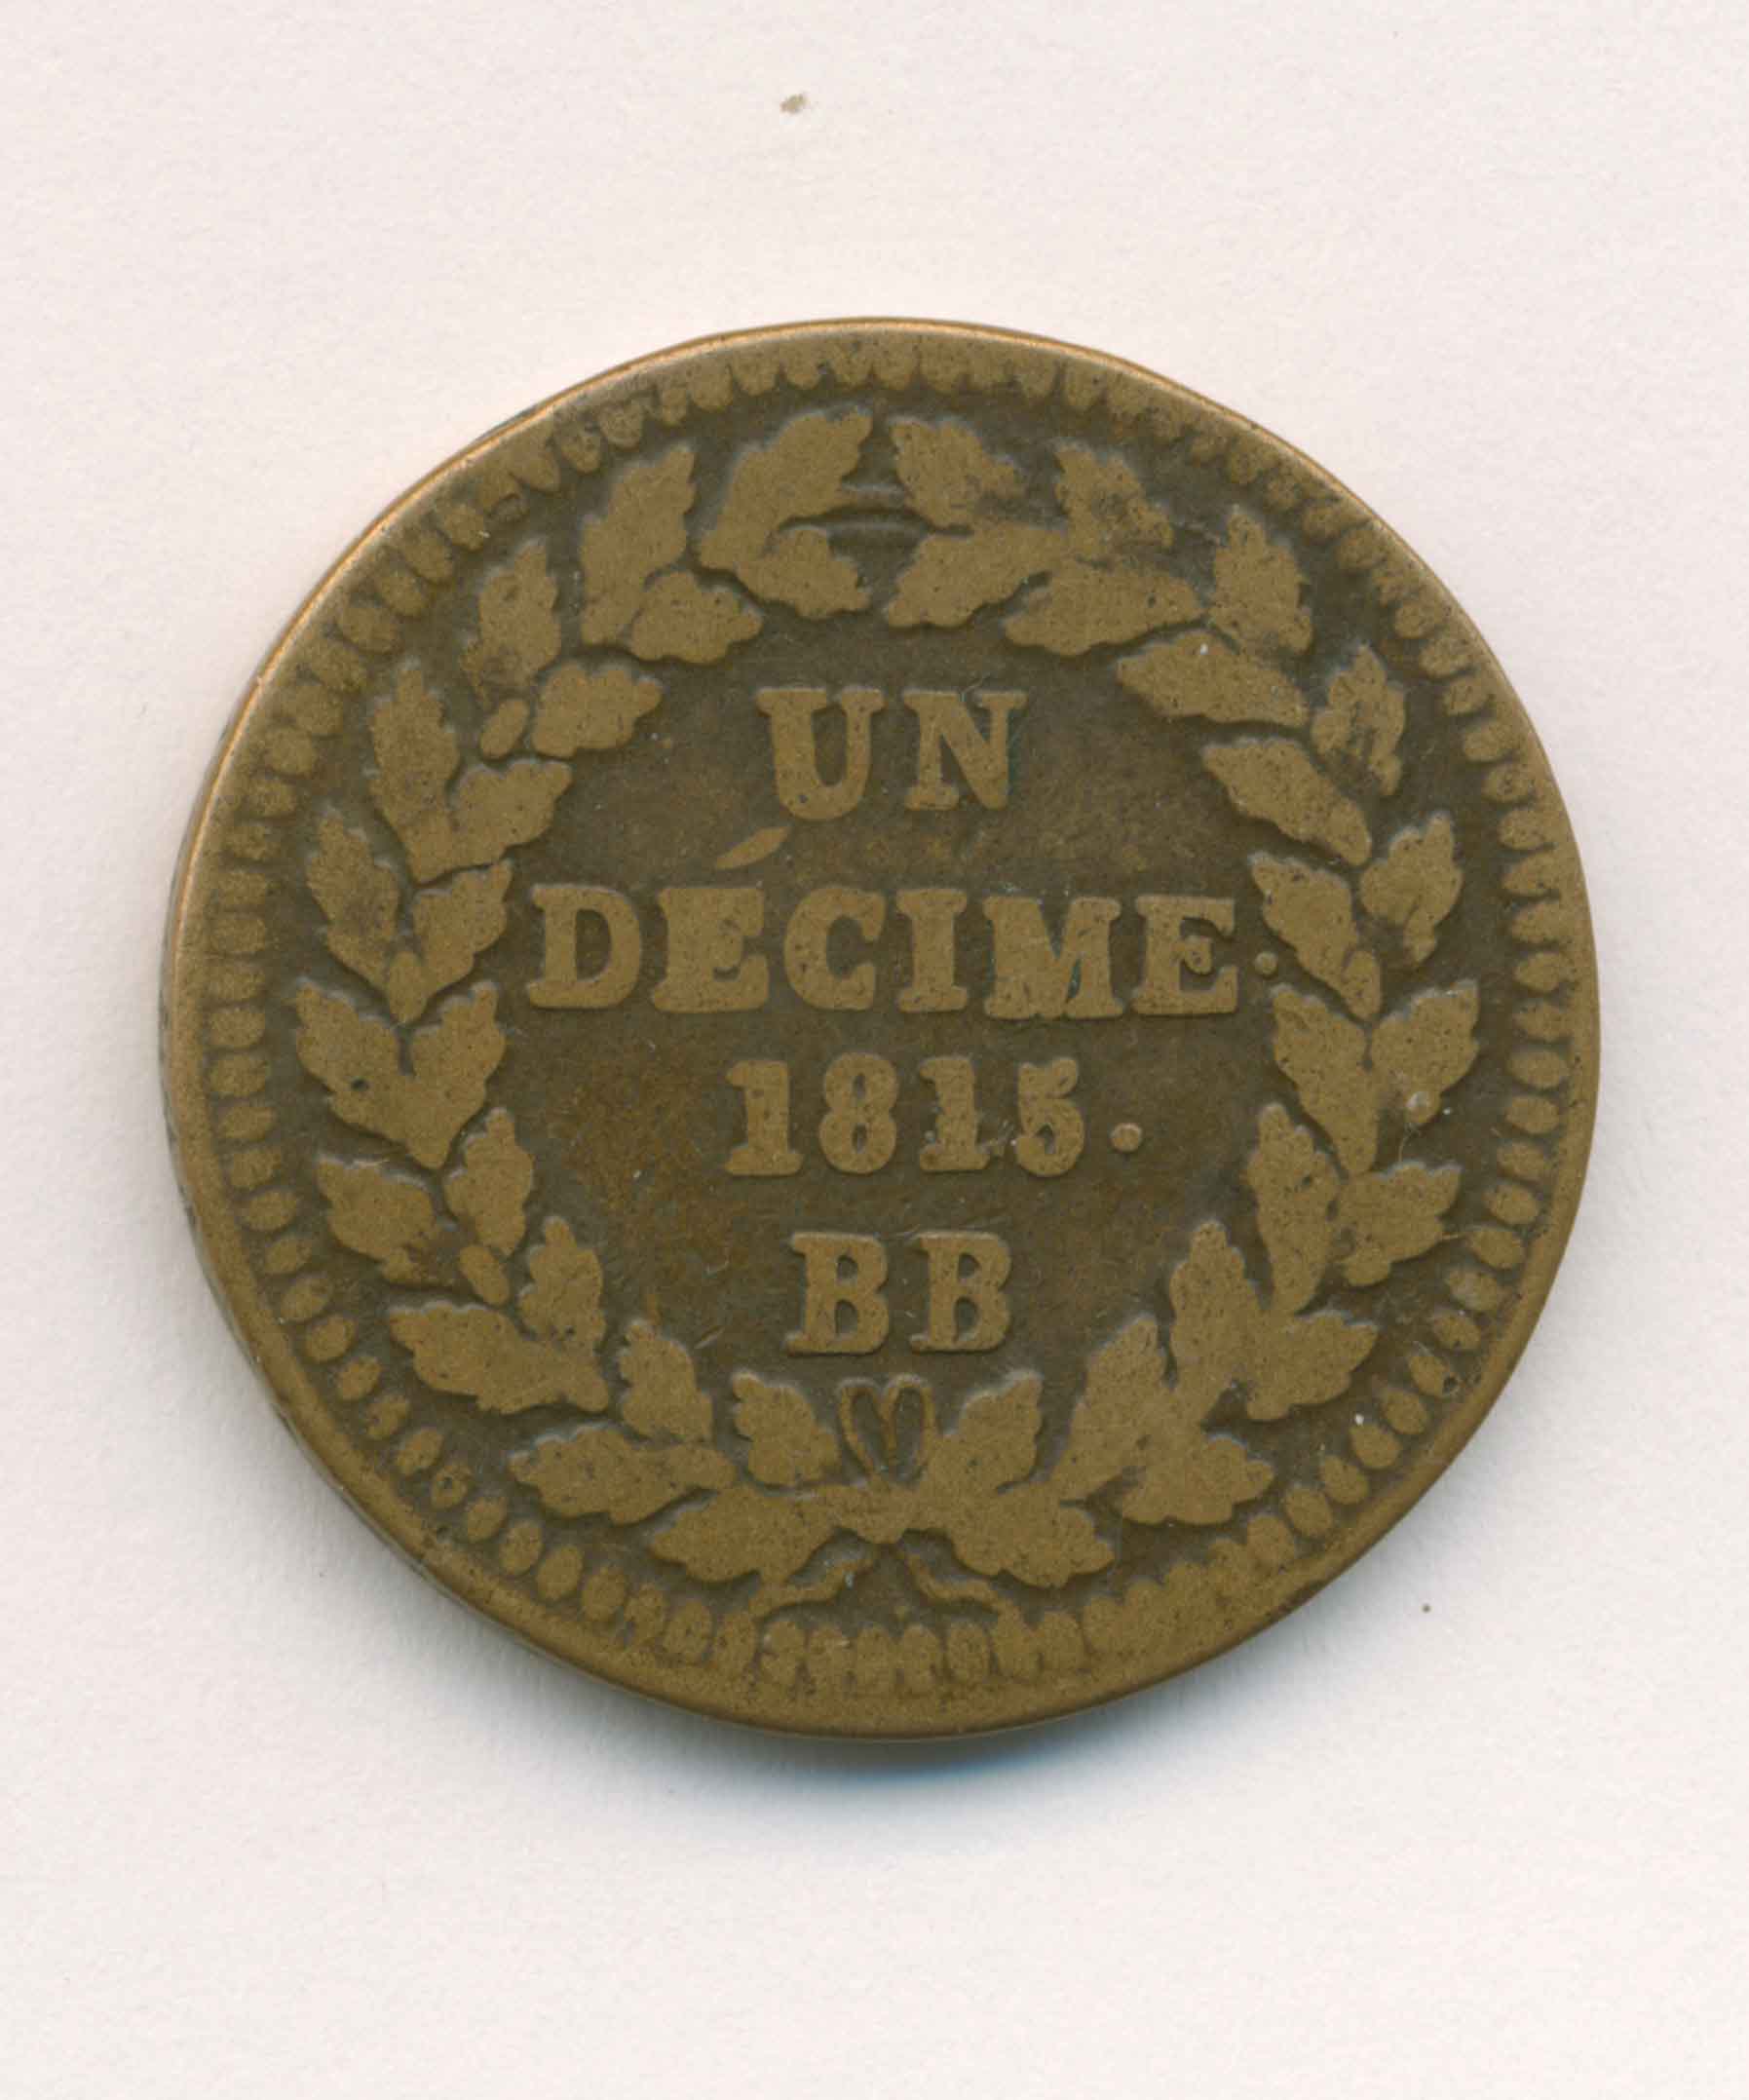 UN
DÉCIME.
1815.
BB